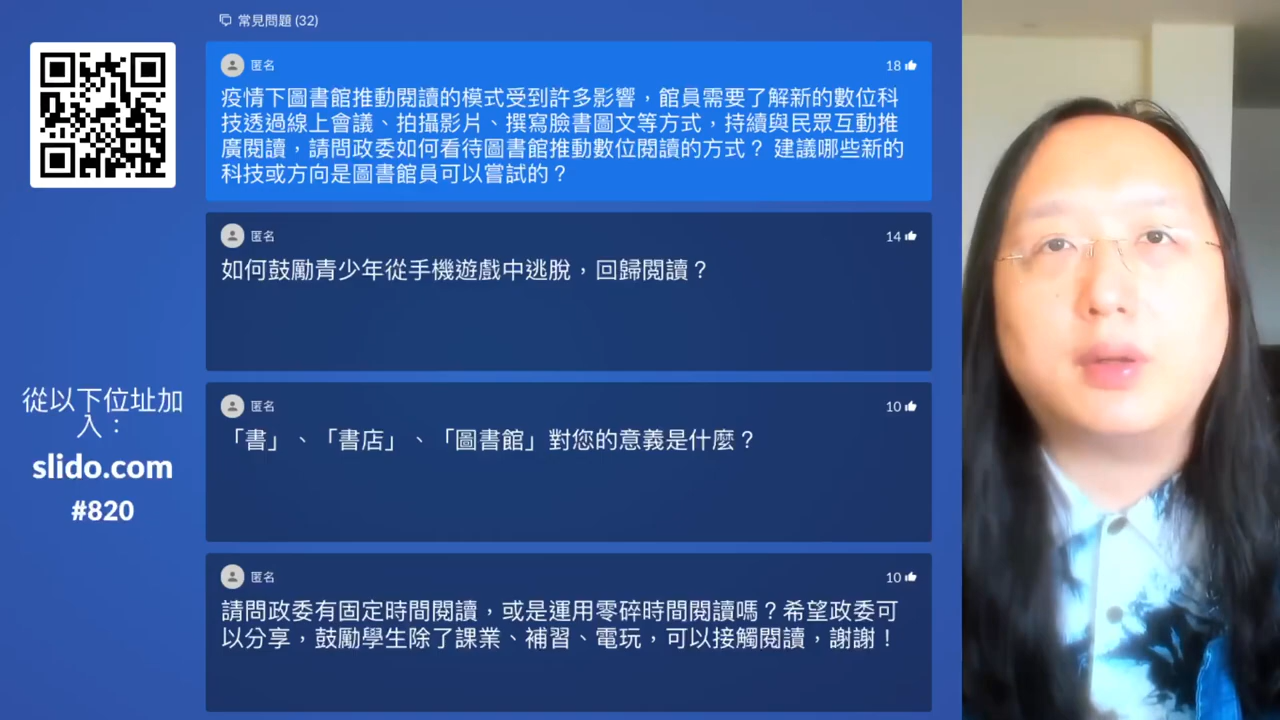 常見問題 (32)
匿名
18
疫情下圖書館推動閱讀的模式受到許多影響，館員需要了解新的數位科
技透過線上會議、拍攝影片、撰寫臉書圖文等方式，持續與民眾互動推
廣閱讀，請問政委如何看待圖書館推動數位閱讀的方式？ 建議哪些新的
科技或方向是圖書館員可以嘗試的？
匿名
14
如何鼓勵青少年從手機遊戲中逃脫，回歸閱讀？
匿名
10
「書」、「書店」、「圖書館」對您的意義是什麼？
匿名
10
請問政委有固定時間閱讀，或是運用零碎時間閱讀嗎？希望政委可
以分享，鼓勵學生除了課業、補習、電玩，可以接觸閱讀，謝謝！
從以下位址加
入：
slido.com
#820